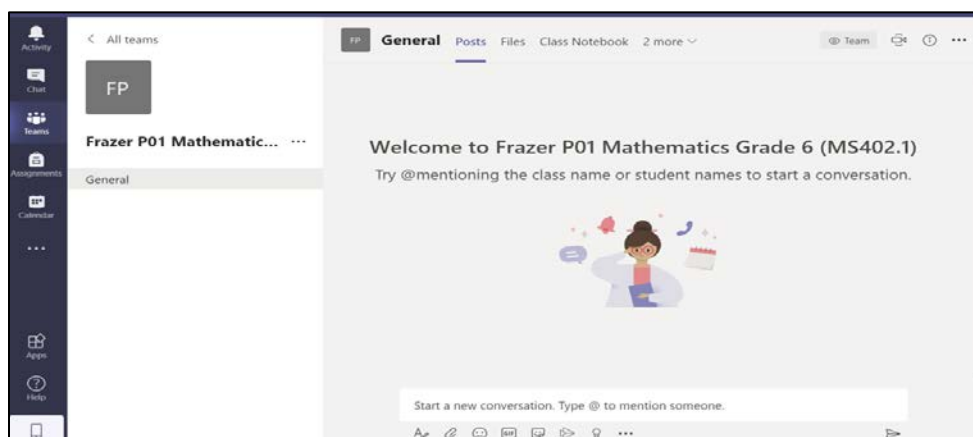 Activity
Chat
Teams
Assignments
Calendar
Apps
Help
< All teams
FP
Frazer P01 Mathematic... ...
General
FP General Posts Files Class Notebook 2 more
Team
Welcome to Frazer P01 Mathematics Grade 6 (MS402.1)
Try @mentioning the class name or student names to start a conversation.
Start a new conversation. Type @ to mention someone.
GIF